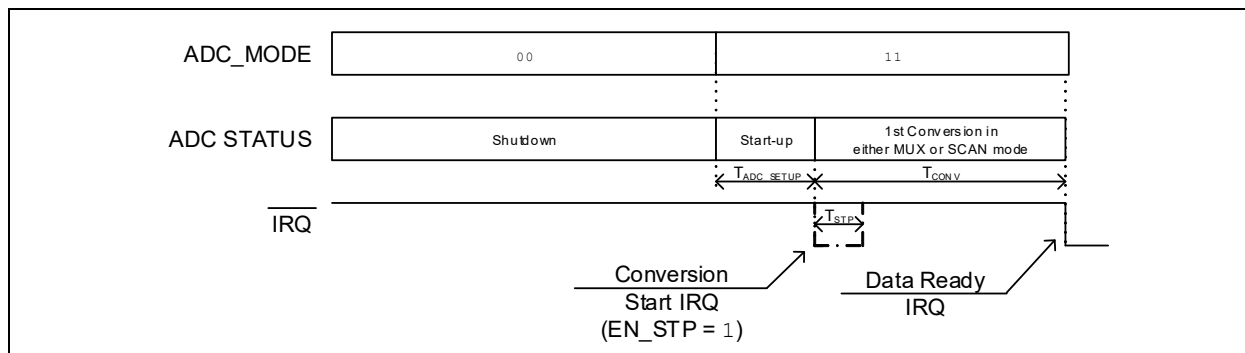 ADC_MODE
00
11
ADC STATUS
Shutdown
Start-up
1st Conversion in
either MUX or SCAN mode
TADC_SETUP
TCONV
IRQ
TSTP
Conversion
Start IRQ
(EN_STP = 1)
Data Ready
IRQ